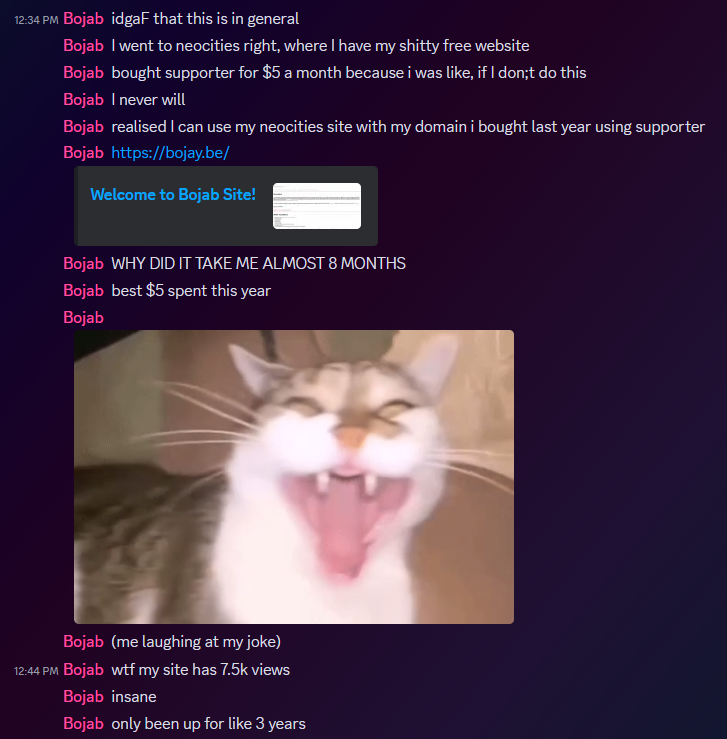 12:34 PM Bojab idgaF that this is in general
Bojab I went to neocities right, where I have my shitty free website
Bojab bought supporter for $5 a month because i was like, if I don;t do this
Bojab I never will
Bojab realised I can use my neocities site with my domain i bought last year using supporter
Bojab https://bojay.be/
Welcome to Bojab Site!
Bojab WHY DID IT TAKE ME ALMOST 8 MONTHS
Bojab best $5 spent this year
Bojab
Bojab (me laughing at my joke)
12:44 PM Bojab wtf my site has 7.5k views
Bojab insane
Bojab only been up for like 3 years